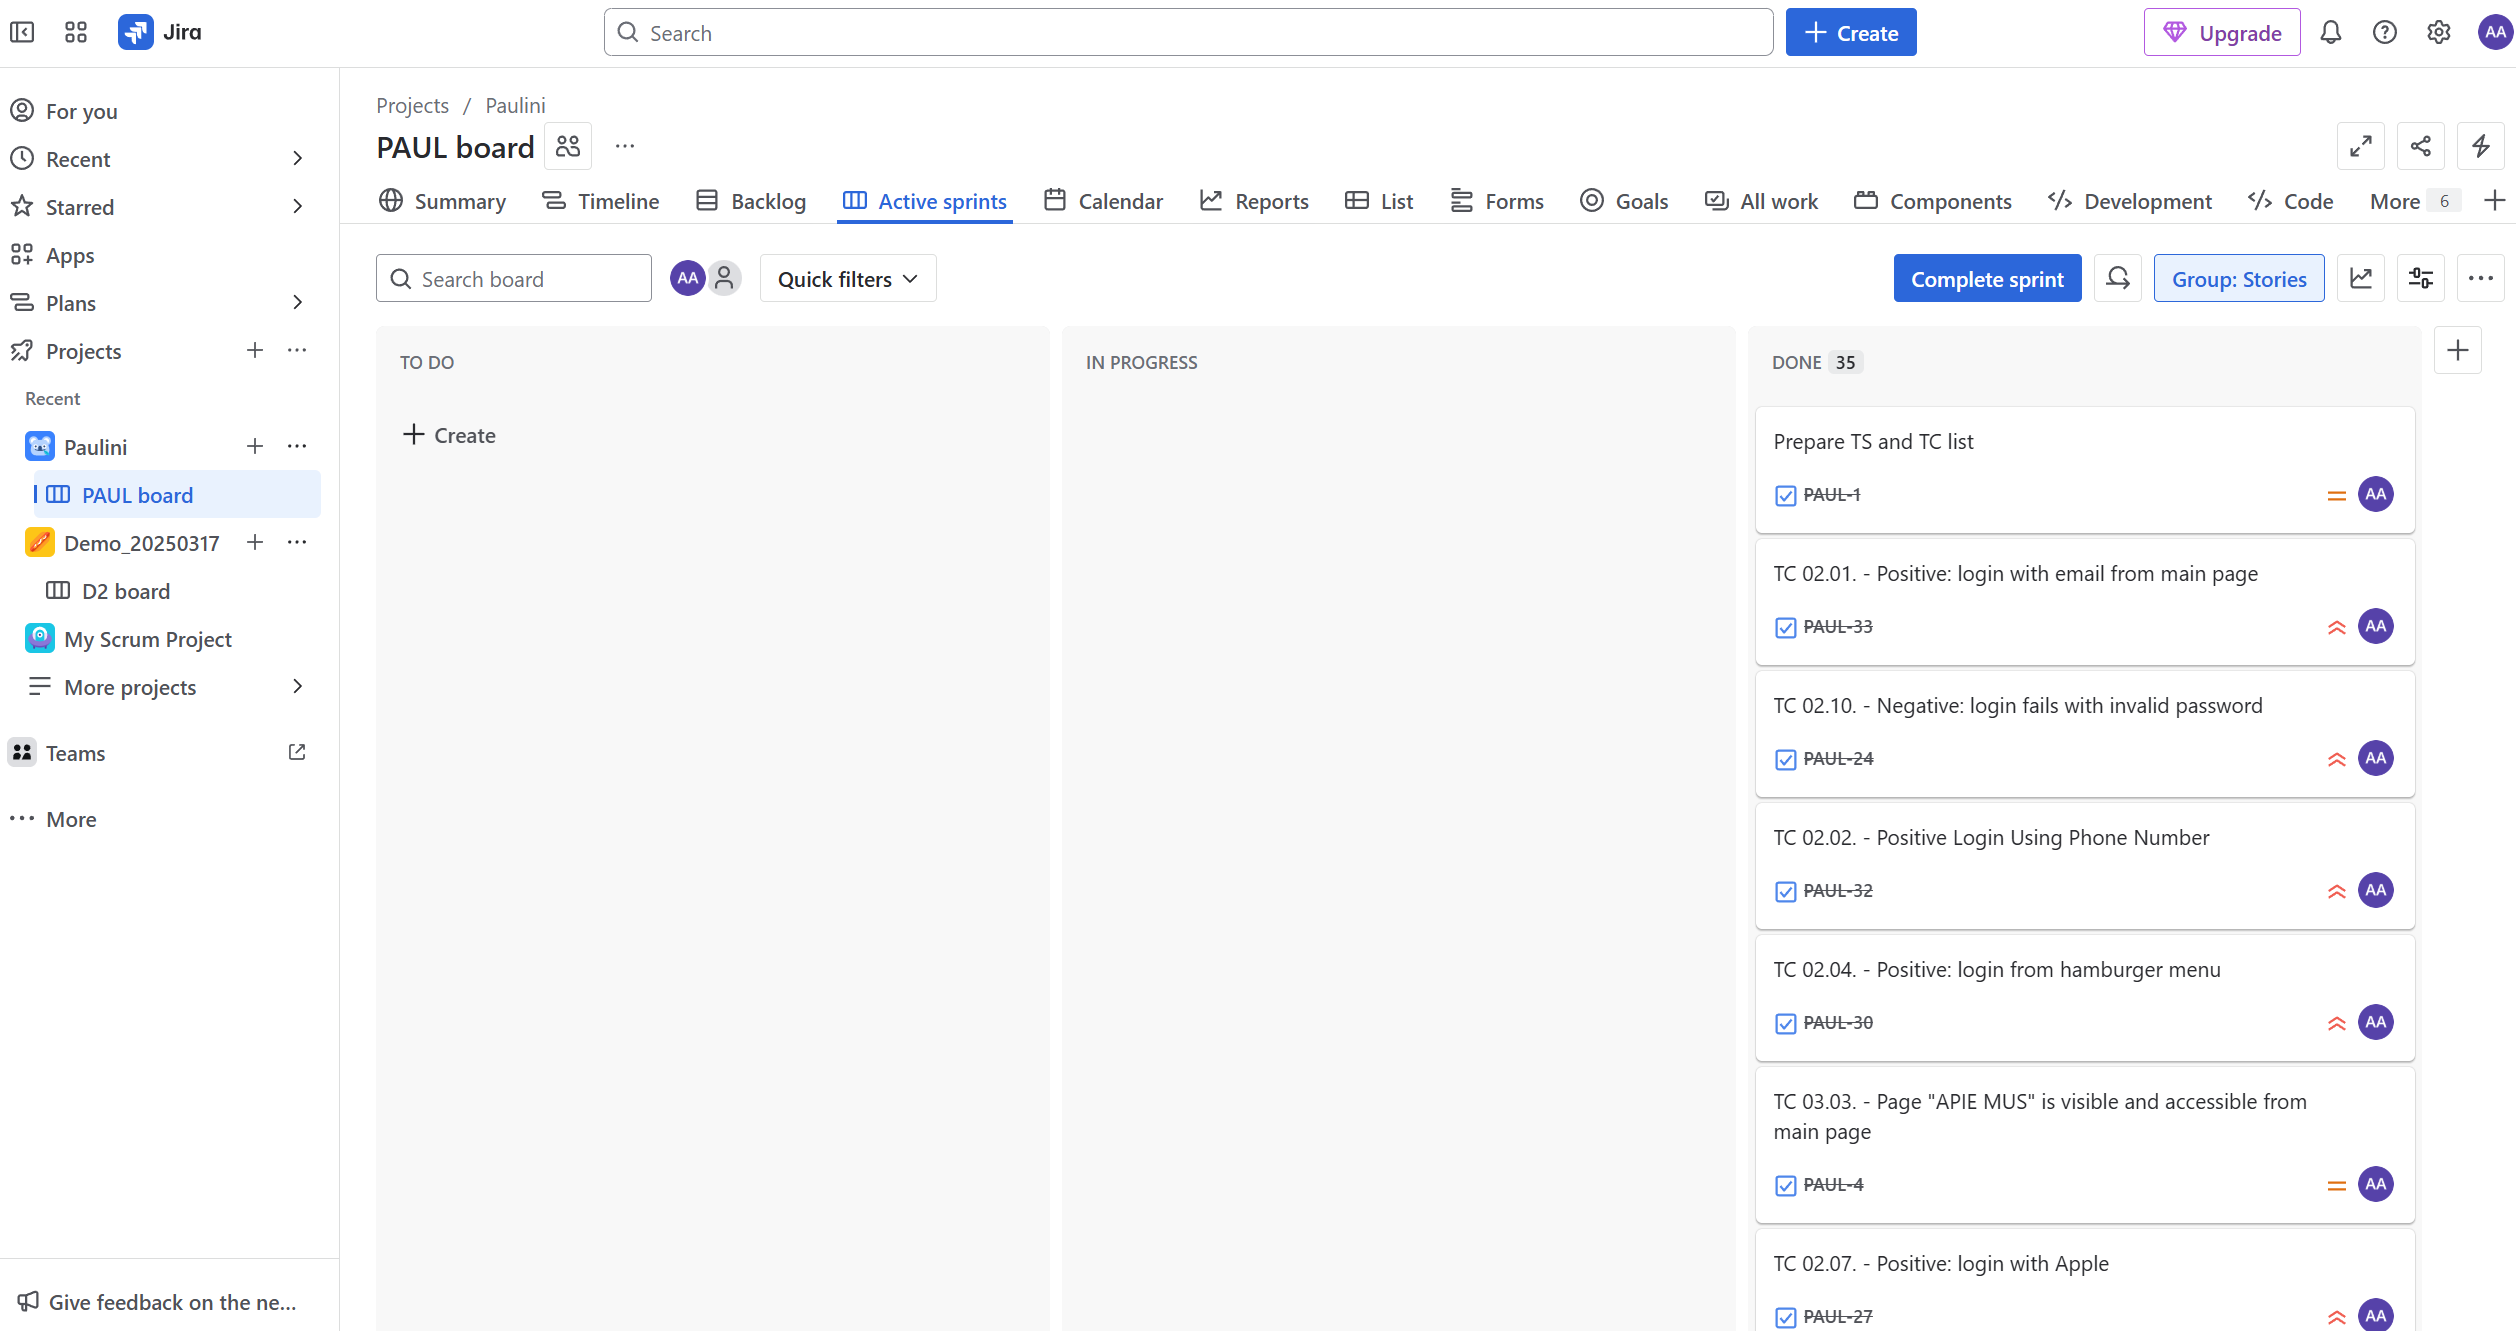 Jira
Search
Create
Upgrade
AA
For you
Recent
Starred
Apps
Plans
Projects
Recent
Paulini
PAUL board
Demo_20250317
D2 board
My Scrum Project
More projects
Teams
More
Give feedback on the ne...
Projects / Paulini
PAUL board
Summary
Timeline
Backlog
Active sprints
Calendar
Reports
List
Forms
Goals
All work
Components
Development
Code
More 6
Search board
AA
Quick filters
Complete sprint
Group: Stories
TO DO
Create
IN PROGRESS
DONE 35
Prepare TS and TC list
PAUL-1
AA
TC 02.01. - Positive: login with email from main page
PAUL-33
AA
TC 02.10. - Negative: login fails with invalid password
PAUL-24
AA
TC 02.02. - Positive Login Using Phone Number
PAUL-32
AA
TC 02.04. - Positive: login from hamburger menu
PAUL-30
AA
TC 03.03. - Page "APIE MUS" is visible and accessible from
main page
PAUL-4
AA
TC 02.07. - Positive: login with Apple
PAUL-27
AA